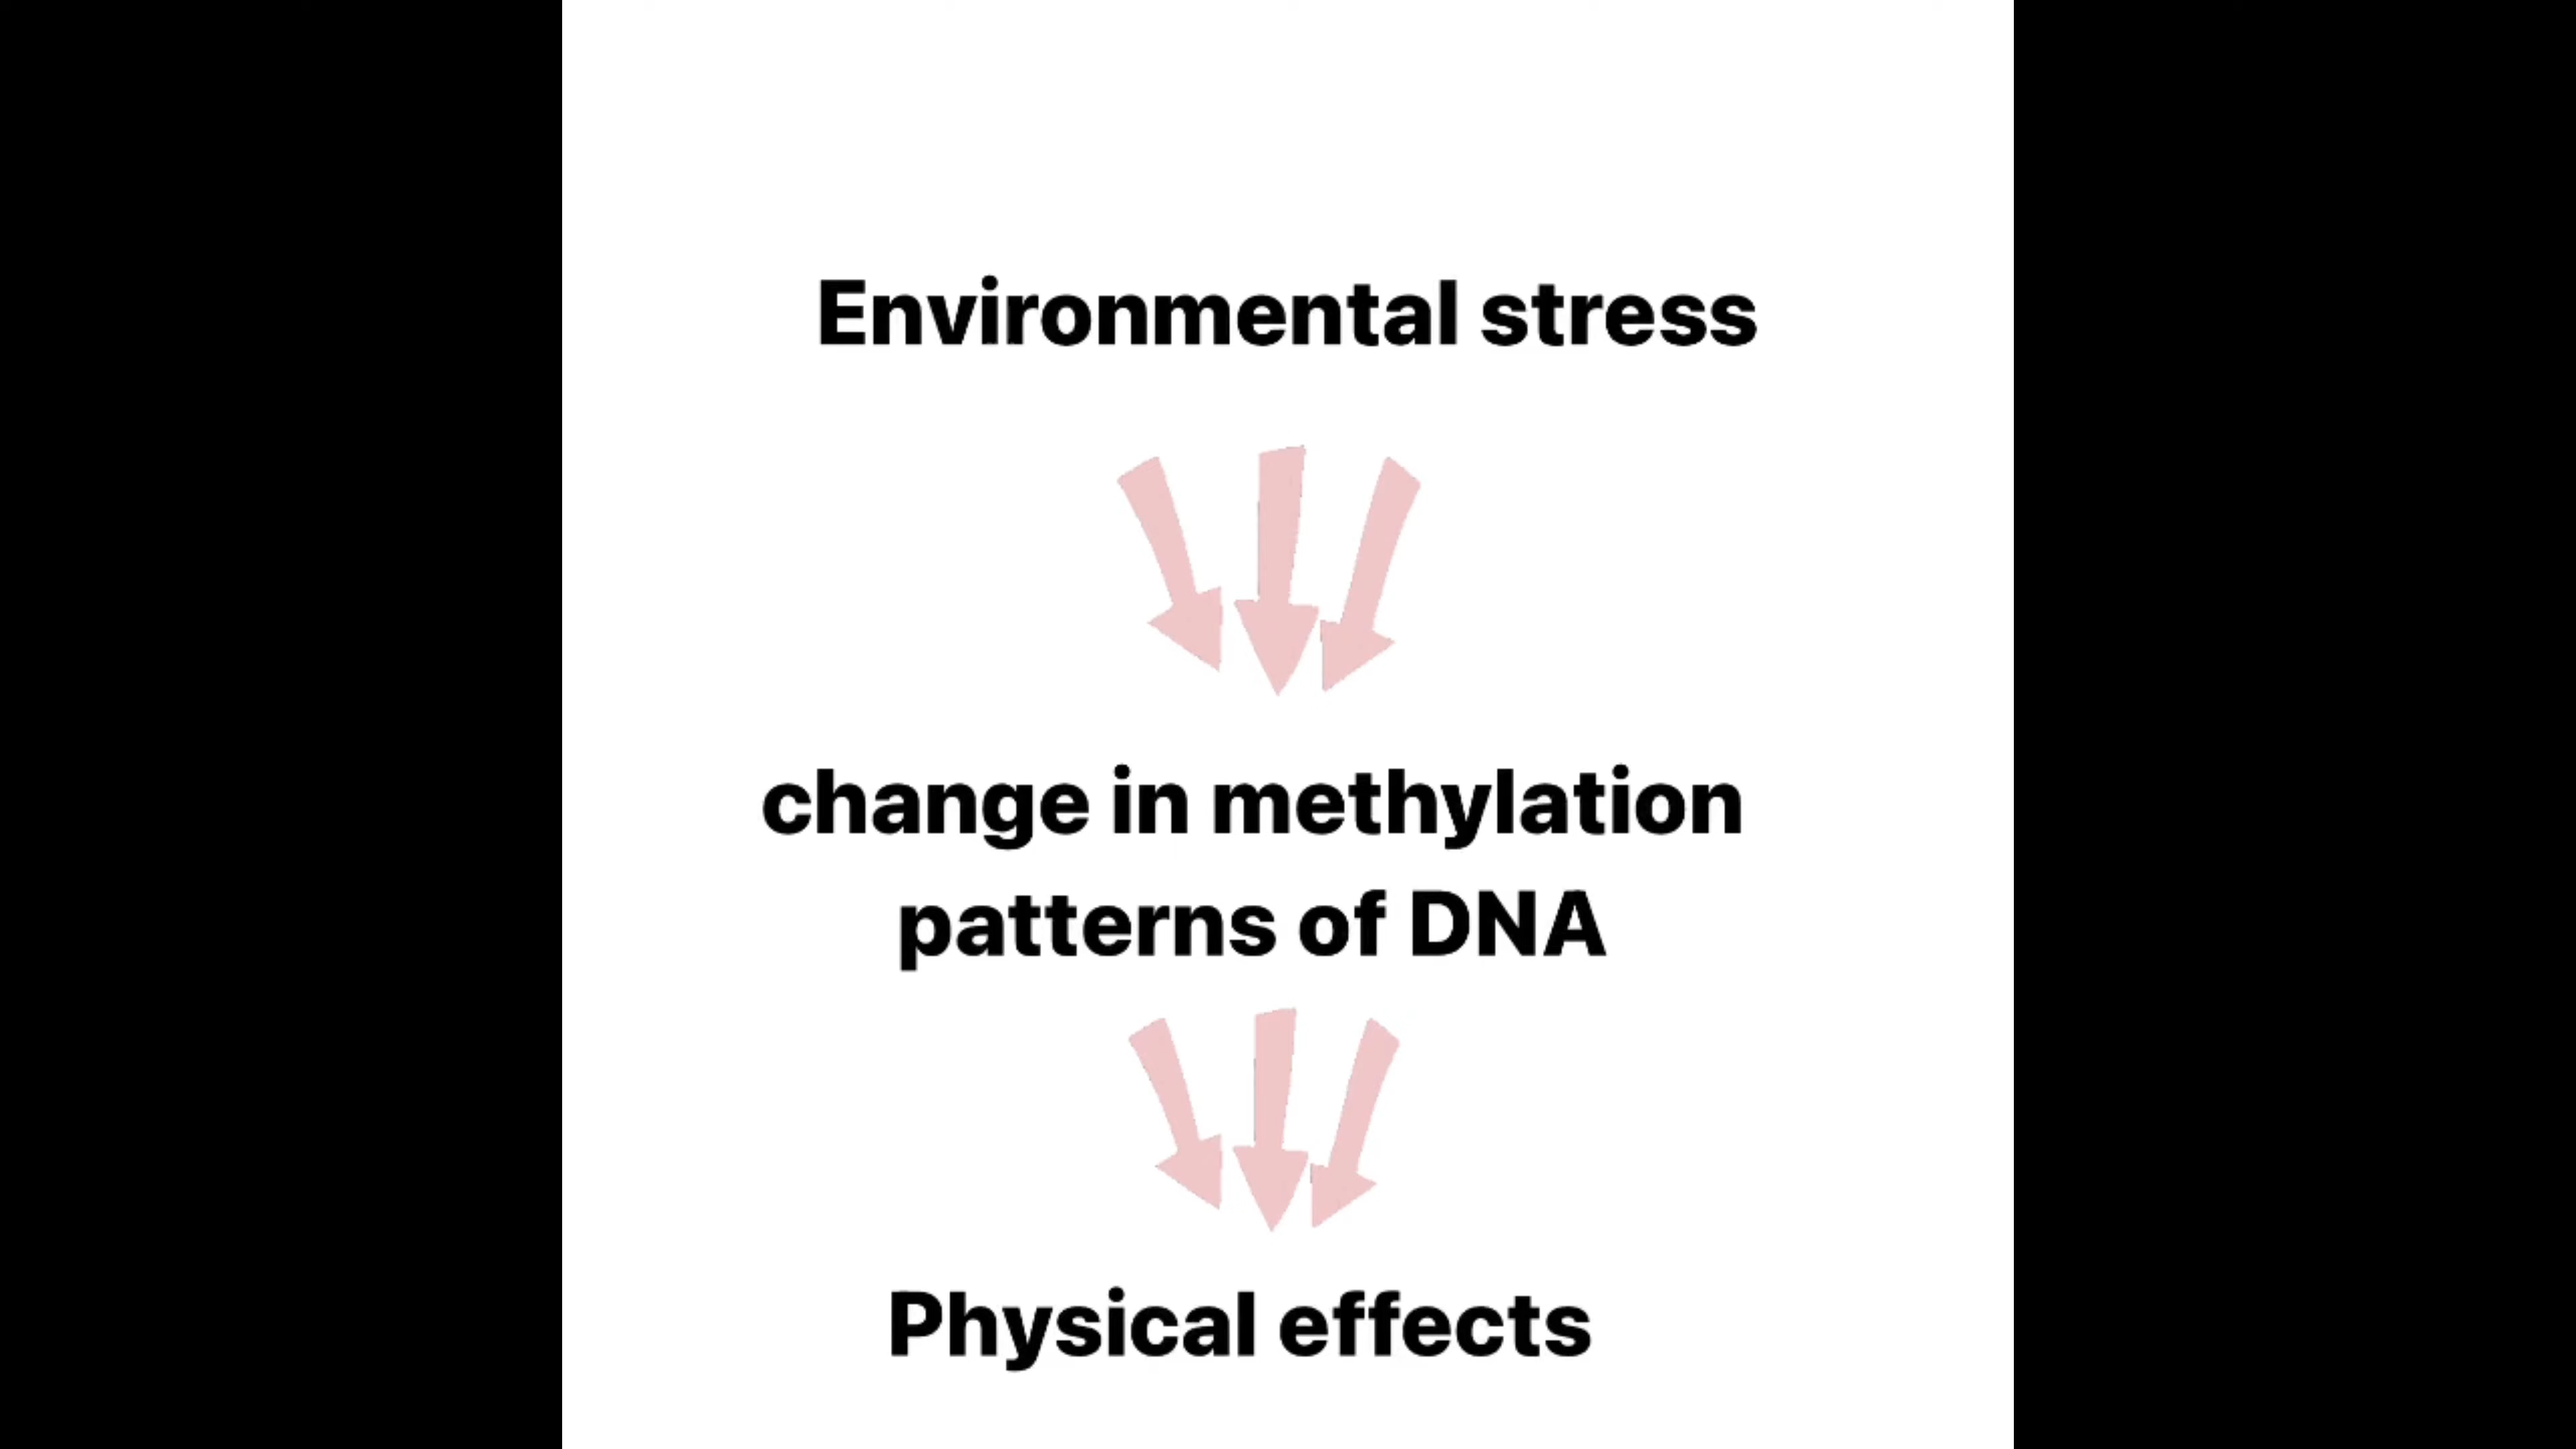 Environmental stress
change in methylation
patterns of DNA
Physical effects